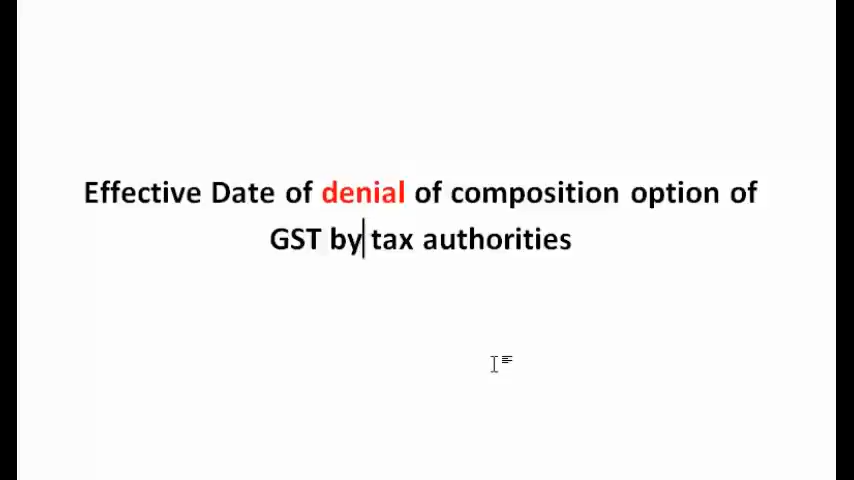 Effective Date of denial of composition option of
GST by tax authorities